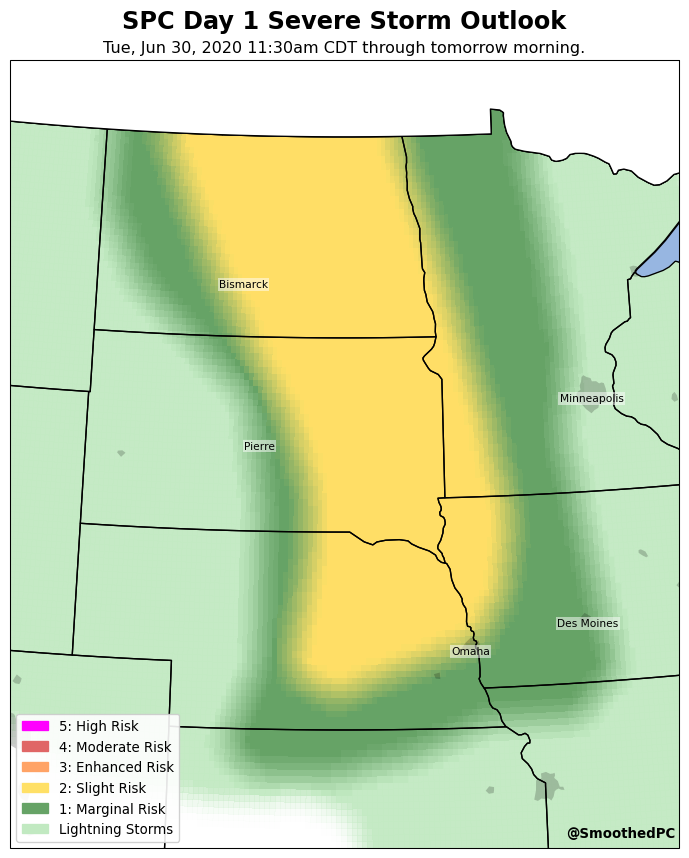 SPC Day 1 Severe Storm Outlook
Tue, Jun 30, 2020 11:30am CDT through tomorrow morning.
Bismarck
Minneapolis
Pierre
Des Moines
Omaha
5: High Risk
4: Moderate Risk
3: Enhanced Risk
2: Slight Risk
1: Marginal Risk
Lightning Storms
@SmoothedPC